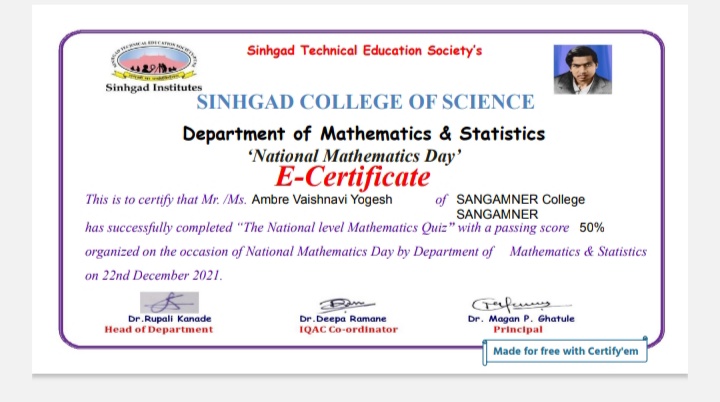 Sinhgad Technical Education Society's
Sinhgad Institutes
SINHGAD COLLEGE OF SCIENCE
Department of Mathematics & Statistics
‘National Mathematics Day’
E-Certificate
This is to certify that Mr. /Ms. Ambre Vaishnavi Yogesh of SANGAMNER College
SANGAMNER
has successfully completed “The National level Mathematics Quiz” with a passing score 50%
organized on the occasion of National Mathematics Day by Department of Mathematics & Statistics
on 22nd December 2021.
Dr.Rupali Kanade
Head of Department
Dr.Deepa Ramane
IQAC Co-ordinator
Dr. Magan P. Ghatule
Principal
Made for free with Certify'em